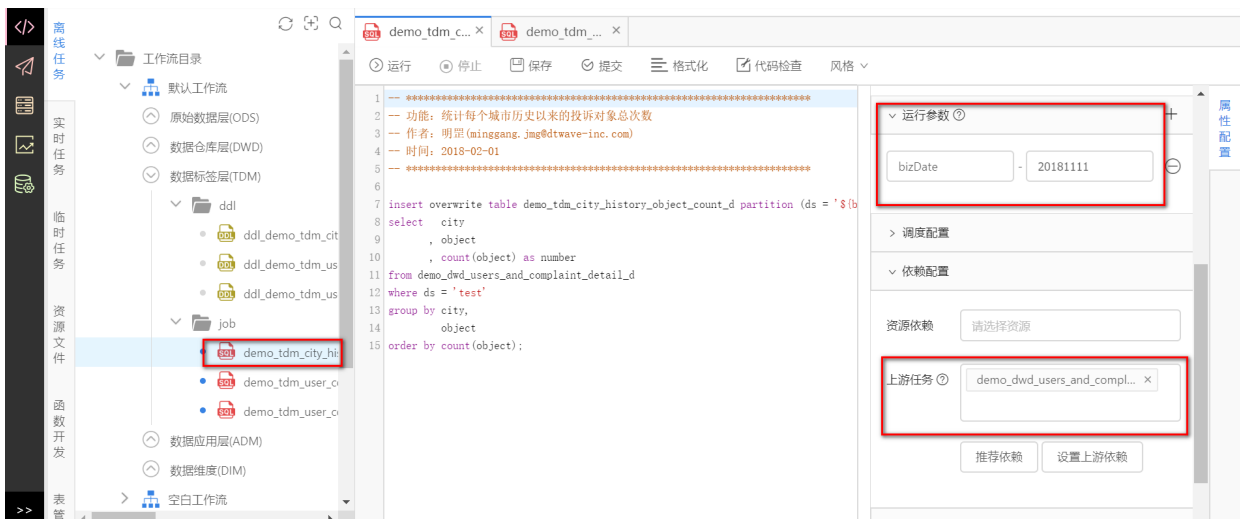 </>
离线任务
实时任务
临时任务
资源文件
函数开发
表管
>>
工作流目录
默认工作流
原始数据层(ODS)
数据仓库层(DWD)
数据标签层(TDM)
ddl
DDL ddl_demo_tdm_cit
DDL ddl_demo_tdm_us
DDL ddl_demo_tdm_us
job
SQL demo_tdm_city_his
SQL demo_tdm_user_co
SQL demo_tdm_user_co
数据应用层(ADM)
数据维度(DIM)
空白工作流
SQL demo_tdm_c... × SQL demo_tdm_... ×
运行 停止 保存 提交 格式化 代码检查 风格
1 -- ********************************************************************
2 -- 功能：统计每个城市历史以来的投诉对象总次数
3 -- 作者：明罡(minggang.jmg@dtwave-inc.com)
4 -- 时间：2018-02-01
5 -- ********************************************************************
6
7 insert overwrite table demo_tdm_city_history_object_count_d partition (ds = '${b
8 select city
9 , object
10 , count(object) as number
11 from demo_dwd_users_and_complaint_detail_d
12 where ds = 'test'
13 group by city,
14 object
15 order by count(object);
运行参数 ? +
bizDate - 20181111
> 调度配置
依赖配置
资源依赖 请选择资源
上游任务 ? demo_dwd_users_and_compl... ×
推荐依赖 设置上游依赖
属性配置